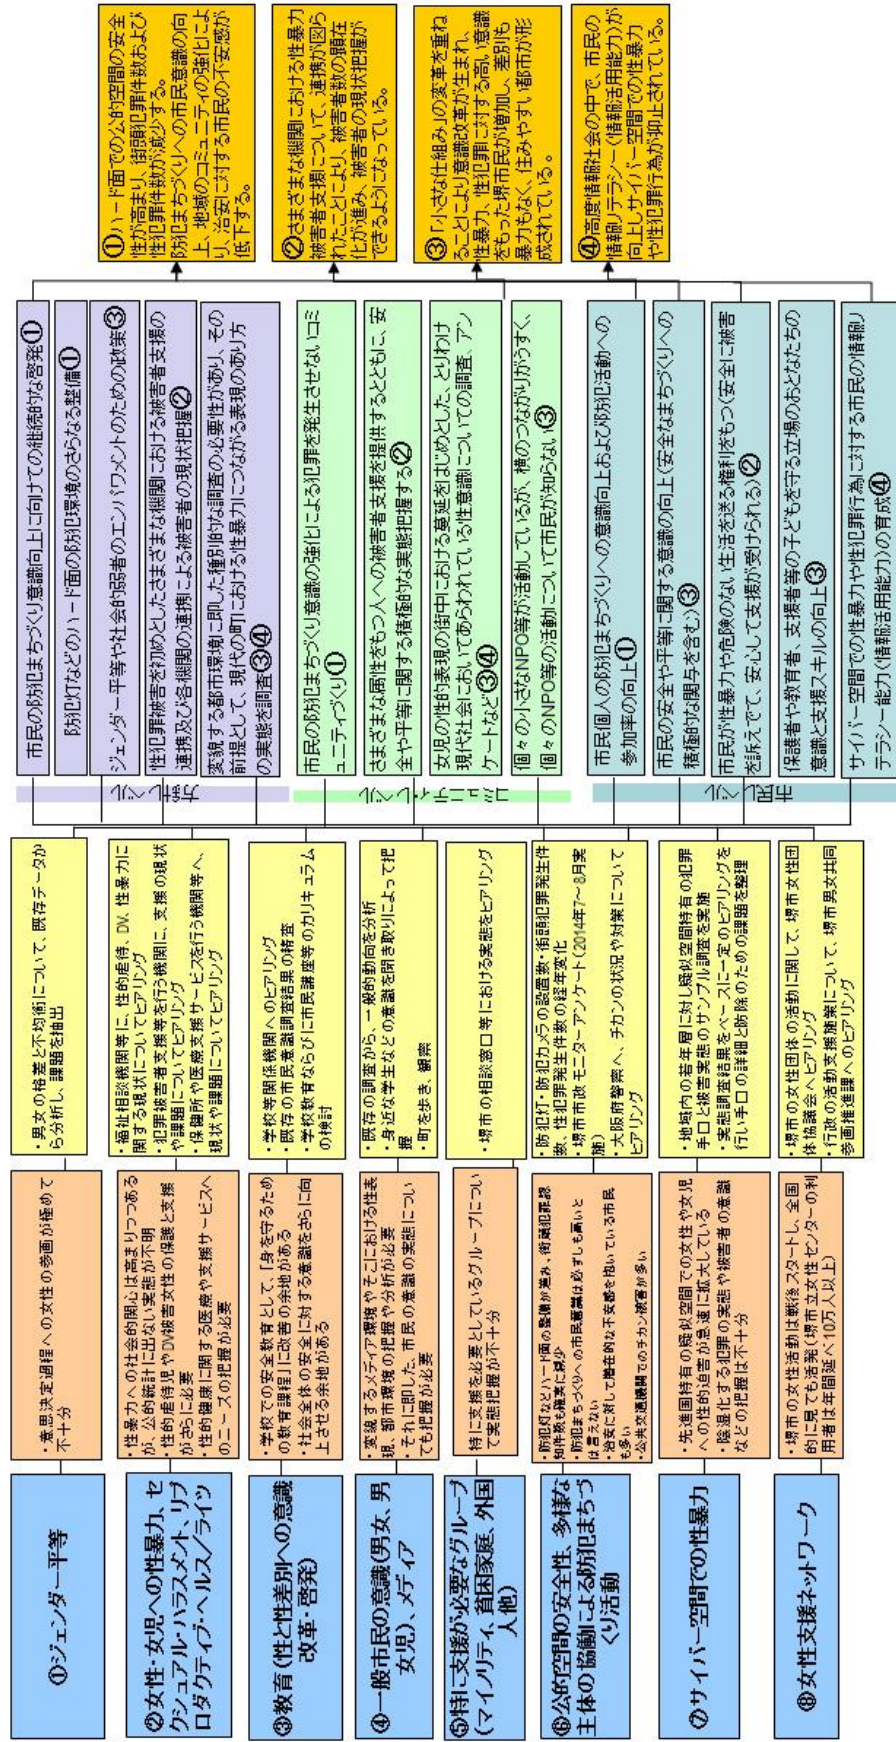 ①ジェンダー平等
②女性・女児への性暴力、セ
クシュアル・ハラスメント、リプ
ロダクティブ・ヘルス/ライツ
③教育(性と性差別への意識
改革・啓発)
④一般市民の意識(男女、男
女児)、メディア
⑤特に支援が必要なグループ
(マイノリティ、貧困家庭、外国
人他)
⑥公的空間の安全性、多様な
主体の協働による防犯まちづ
くり活動
⑦サイバー空間での性暴力
⑧女性支援ネットワーク
・意思決定過程への女性の参画が極めて
不十分
・性暴力への社会的関心は高まりつつある
が、公的統計に出ない実態が不明
・性的虐待児やDV被害女性の保護と支援
がさらに必要
・性的健康に関する医療や支援サービスへ
のニーズの把握が必要
・学校での安全教育として、「身を守るため
の教育課程」に改善の余地がある
・社会全体の安全に対する意識をさらに向
上させる余地がある
・変貌するメディア環境やそこにおける性表
現、都市環境の把握や分析が必要
・それに即した、市民の意識の実態につい
ても把握が必要
特に支援を必要としているグループについ
て実態把握が不十分
・防犯灯などハード面の整備が進み、街頭犯罪認
知件数も確実に減少
・防犯まちづくりへの市民意識は必ずしも高いと
は言えない
・治安に対して潜在的な不安感を抱いている市民
も多い
・公共交通機関でのチカン被害が多い
・先進国特有の疑似空間での女性や女児
への性的迫害が急速に拡大している
・陰湿化する犯罪の実態や被害者の意識
などの把握は不十分
・堺市の女性活動は戦後スタートし、全国
的に見ても活発(堺市立女性センターの利
用者は年間延べ10万人以上)
・男女の格差と不均衡について、既存データか
ら分析し、課題を抽出
・福祉相談機関等に、性的虐待、DV、性暴力に
関する現状についてヒアリング
・犯罪被害者支援等を行う機関に、支援の現状
や課題についてヒアリング
・保健所や医療支援サービスを行う機関等へ、
現状や課題についてヒアリング
・学校等関係機関へのヒアリング
・既存の市民意識調査結果の精査
・学校教育ならびに市民講座等のカリキュラム
の検討
・既存の調査から、一般的動向を分析
・身近な学生などの意識を聞き取りによって把
握
・町を歩き、観察
・堺市の相談窓口等における実態をヒアリング
・防犯灯・防犯カメラの設置数・街頭犯罪発生件
数、性犯罪発生件数の経年変化
・堺市市政モニターアンケート(2014年7~8月実
施)
・大阪府警察へ、チカンの状況や対策について
ヒアリング
・地域内の若年層に対し疑似空間特有の犯罪
手口と被害実態のサンプル調査を実施
・実態調査結果をベースに一定のヒアリングを
行い手口の詳細と防除のための課題を整理
・堺市の女性団体の活動に関して、堺市女性団
体協議会へヒアリング
・行政の活動支援施策について、堺市男女共同
参画推進課へのヒアリング
方針レベル
市民の防犯まちづくり意識向上に向けての継続的な啓発①
防犯灯などのハード面の防犯環境のさらなる整備①
ジェンダー平等や社会的弱者のエンパワメントのための政策③
性犯罪被害を初めとしたさまざまな機関における被害者支援の
連携及び各機関の連携による被害者の現状把握②
変貌する都市環境に即した種別的な調査の必要性があり、その
前提として、現代の町における性暴力につながる表現のあり方
の実態を調査③④
コミュニティ・レベル
市民の防犯まちづくり意識の強化による犯罪を発生させないコミ
ュニティづくり①
さまざまな属性をもつ人への被害者支援を提供するとともに、安
全や平等に関する積極的な実態把握する②
女児の性的表現の街中における蔓延をはじめとした、とりわけ
現代社会においてあらわれている性意識についての調査、アン
ケートなど③④
個々の小さなNPO等が活動しているが、横のつながりがうすく、
個々のNPO等の活動について市民が知らない③
市民レベル
市民個人の防犯まちづくりへの意識向上および防犯活動への
参加率の向上①
市民の安全や平等に関する意識の向上(安全なまちづくりへの
積極的な関与を含む)③
市民が性暴力や危険のない生活を送る権利をもつ(安全に被害
を訴えでて、安心して支援が受けられる)②
保護者や教育者、支援者等の子どもを守る立場のおとなたちの
意識と支援スキルの向上③
サイバー空間での性暴力や性犯罪行為に対する市民の情報リ
テラシー能力(情報活用能力)の育成④
①ハード面での公的空間の安全
性が高まり、街頭犯罪件数および
性犯罪件数が減少する。
防犯まちづくりへの市民意識の向
上、地域のコミュニティの強化によ
り、治安に対する市民の不安感が
低下する。
②さまざまな機関における性暴力
被害者支援について、連携が図ら
れたことにより、被害者数の顕在
化が進み、被害者の現状把握が
できるようになっている。
③「小さな仕組み」の変革を重ね
ることにより意識改革が生まれ、
性暴力、性犯罪に対する高い意識
をもった堺市民が増加し、差別も
暴力もなく、住みやすい都市が形
成されている。
④高度情報社会の中で、市民の
情報リテラシー(情報活用能力)が
向上しサイバー空間での性暴力
や性犯罪行為が抑止されている。